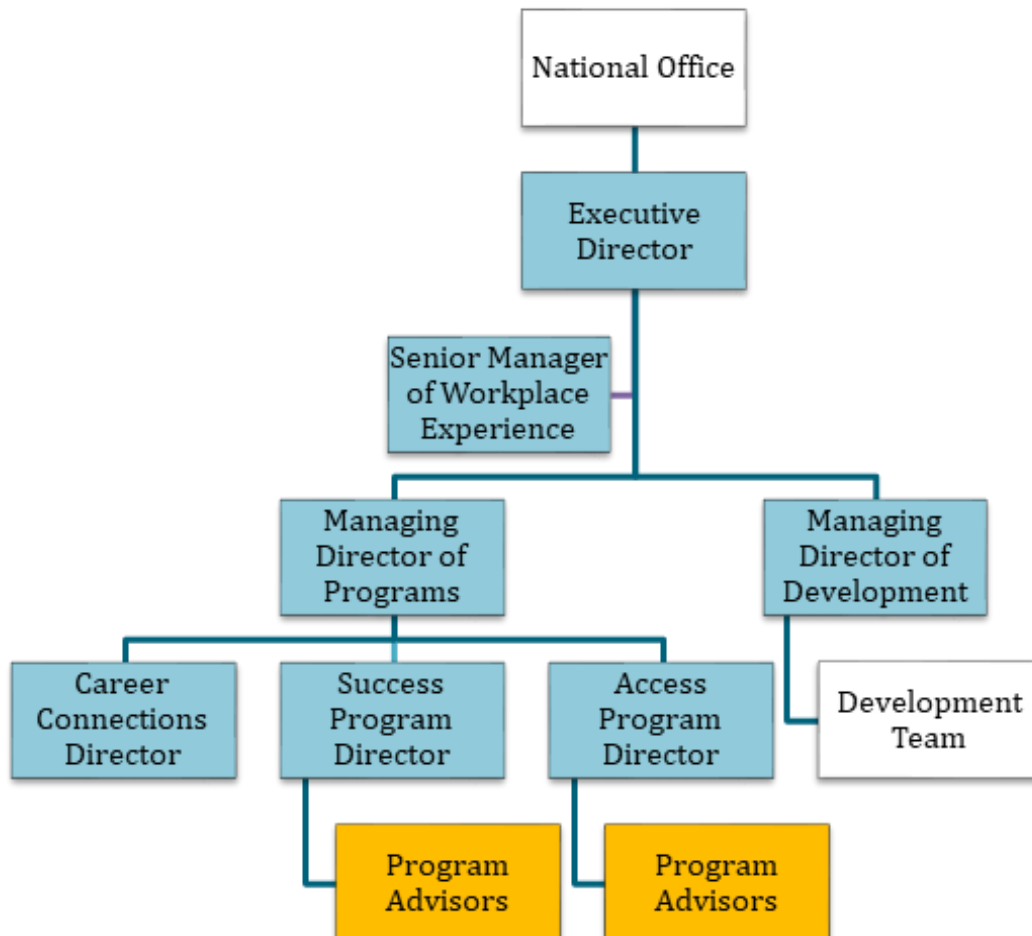 National Office
Executive
Director
Senior Manager
of Workplace
Experience
Managing
Director of
Programs
Managing
Director of
Development
Career
Connections
Director
Success
Program
Director
Access
Program
Director
Development
Team
Program
Advisors
Program
Advisors